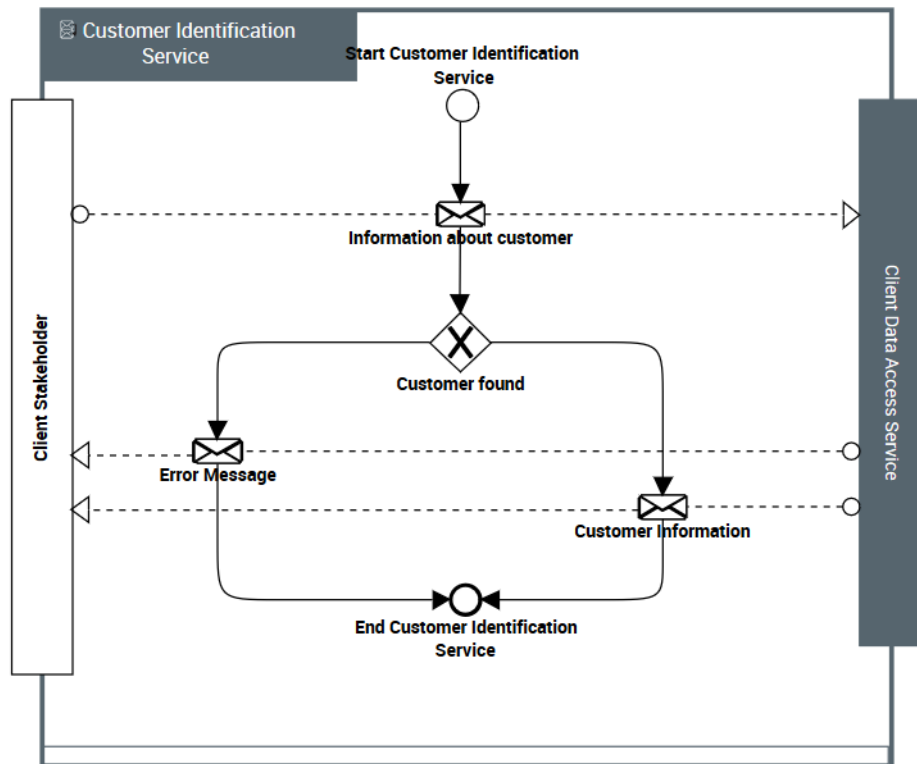 Customer Identification
Service
Start Customer Identification
Service
Information about customer
Client Stakeholder
Client Data Access Service
Customer found
Error Message
Customer Information
End Customer Identification
Service